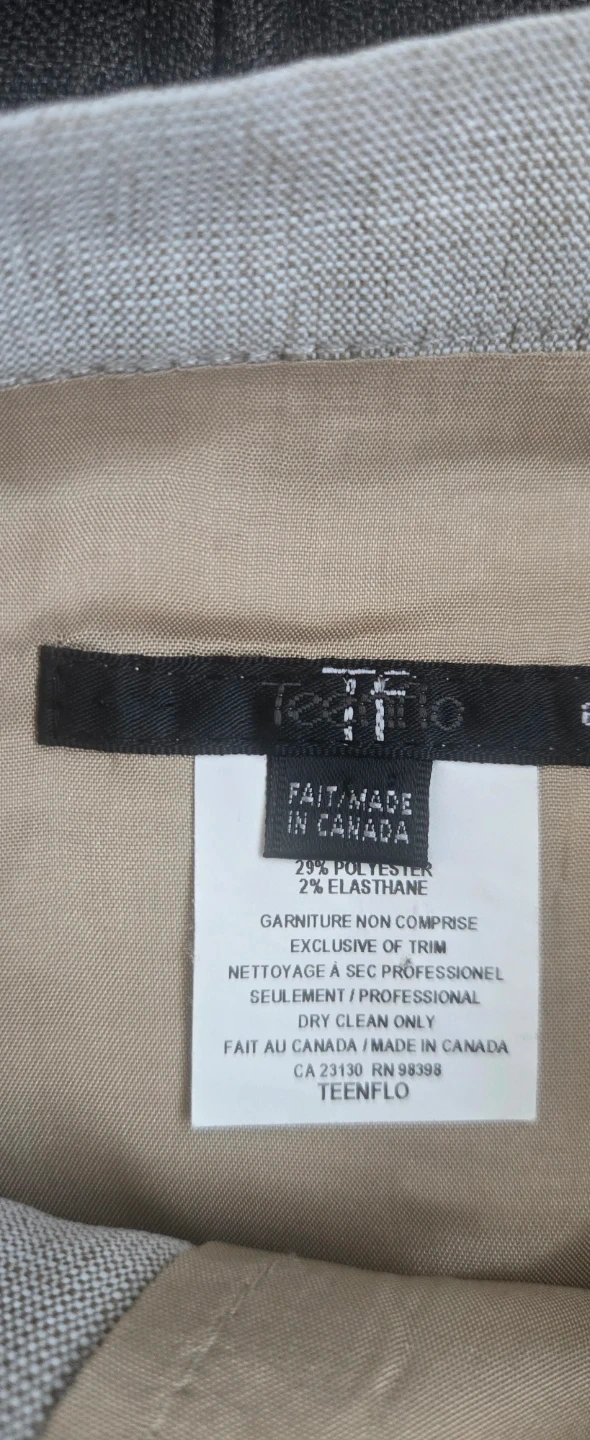 TF
Teenflo
FAIT/MADE
IN CANADA
29% POLYESTER
2% ELASTHANE
GARNITURE NON COMPRISE
EXCLUSIVE OF TRIM
NETTOYAGE À SEC PROFESSIONEL
SEULEMENT / PROFESSIONAL
DRY CLEAN ONLY
FAIT AU CANADA / MADE IN CANADA
CA 23130 RN 98398
TEENFLO